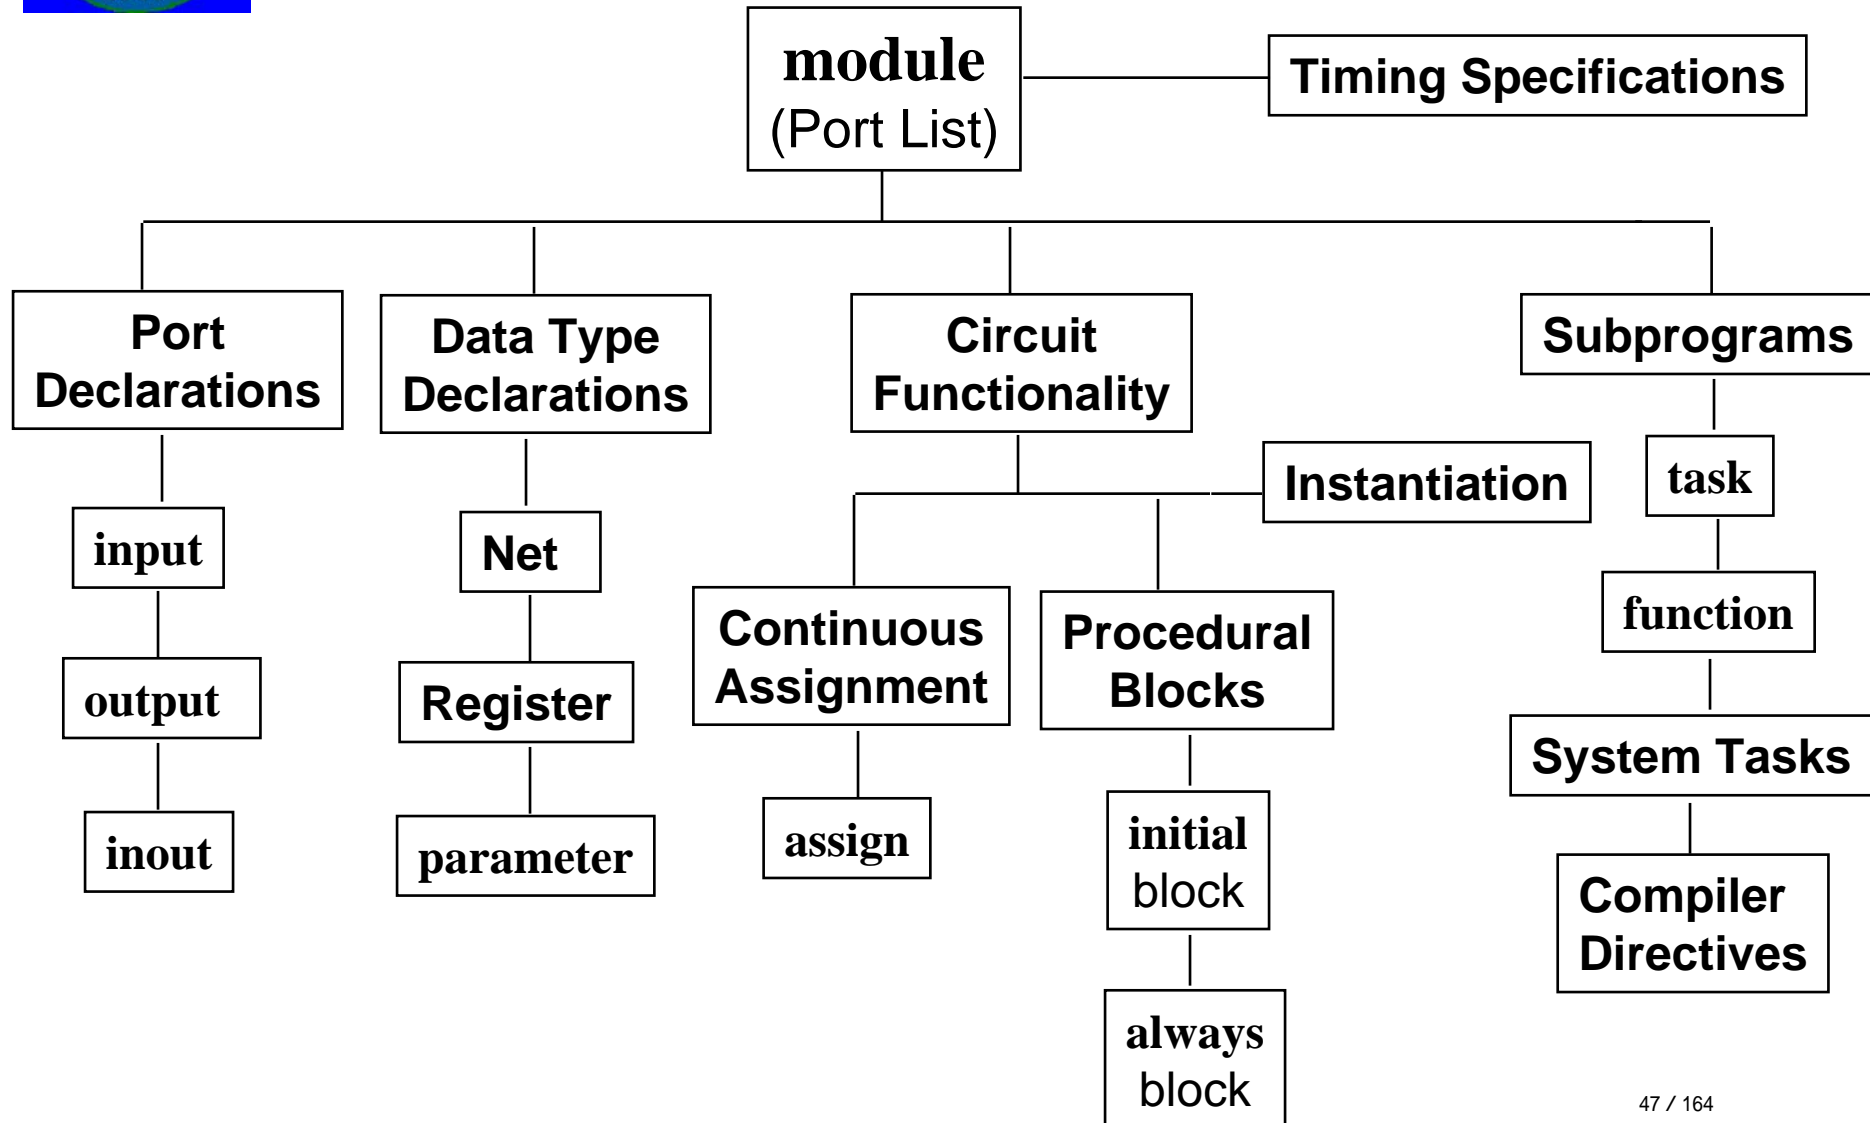 module
(Port List)
Timing Specifications
Port
Declarations
Data Type
Declarations
Circuit
Functionality
Subprograms
input
output
inout
Net
Register
parameter
Instantiation
Continuous
Assignment
assign
Procedural
Blocks
initial
block
always
block
task
function
System Tasks
Compiler
Directives
47 / 164